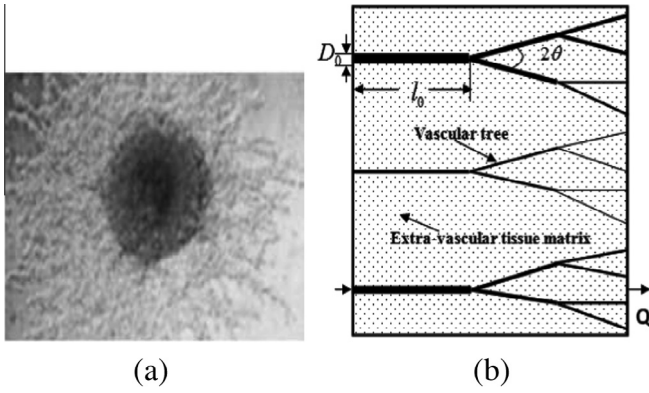 D₀
2θ
l₀
Vascular tree
Extra-vascular tissue matrix
Q
(a)
(b)